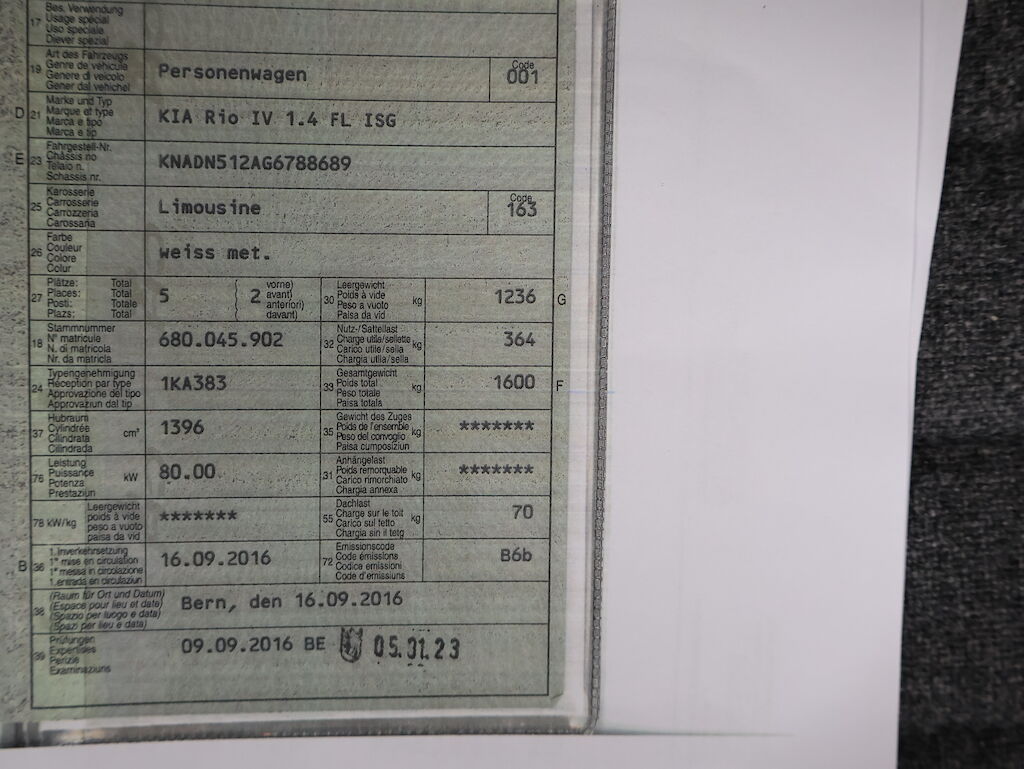 17 Bes. Verwendung
Usage spécial
Uso speciale
Diever spezial
19 Art des Fahrzeugs
Genre de véhicule
Genere di veicolo
Gener dal vehichel
Personenwagen
Code
001
D 21 Marke und Typ
Marque et type
Marca e tipo
Marca e tip
KIA Rio IV 1.4 FL ISG
E 23 Fahrgestell-Nr.
Châssis no
Telaio n.
Schassis nr.
KNADN512AG6788689
25 Karosserie
Carrosserie
Carrozzeria
Carossaria
Limousine
Code
163
26 Farbe
Couleur
Colore
Colur
weiss met.
27 Plätze: Total
Places: Total
Posti: Totale
Plazs: Total
5
2 vorne)
avant)
anteriori)
davant)
30 Leergewicht
Poids à vide
Peso a vuoto
Paisa da vid
kg
1236
G
18 Stammnummer
N° matricule
N. di matricola
Nr. da matricla
680.045.902
32 Nutz-/Sattellast
Charge utile/sellette
Carico utile/sella
Chargia utila/sella
kg
364
24 Typengenehmigung
Réception par type
Approvazione del tipo
Approvaziun dal tip
1KA383
33 Gesamtgewicht
Poids total
Peso totale
Paisa totala
kg
1600
F
37 Hubraum
Cylindrée
Cilindrata
Cilindrada
cm³
1396
35 Gewicht des Zuges
Poids de l'ensemble
Peso del convoglio
Paisa cumposiziun
kg
*******
76 Leistung
Puissance
Potenza
Prestaziun
kW
80.00
31 Anhängelast
Poids remorquable
Carico rimorchiato
Chargia annexa
kg
*******
78 kW/kg
Leergewicht
poids à vide
peso a vuoto
paisa da vid
*******
55 Dachlast
Charge sur le toit
Carico sul tetto
Chargia sin il tetg
kg
70
B 36 1. Inverkehrsetzung
1re mise en circulation
1a messa in circolazione
1. entrada en circulaziun
16.09.2016
72 Emissionscode
Code émissions
Codice emissioni
Code d'emissiuns
B6b
38 (Raum für Ort und Datum)
(Espace pour lieu et date)
(Spazio per luogo e data)
(Spazi per lieu e data)
Bern, den 16.09.2016
39 Prüfungen
Expertises
Perizie
Examinaziuns
09.09.2016 BE 05.01.23